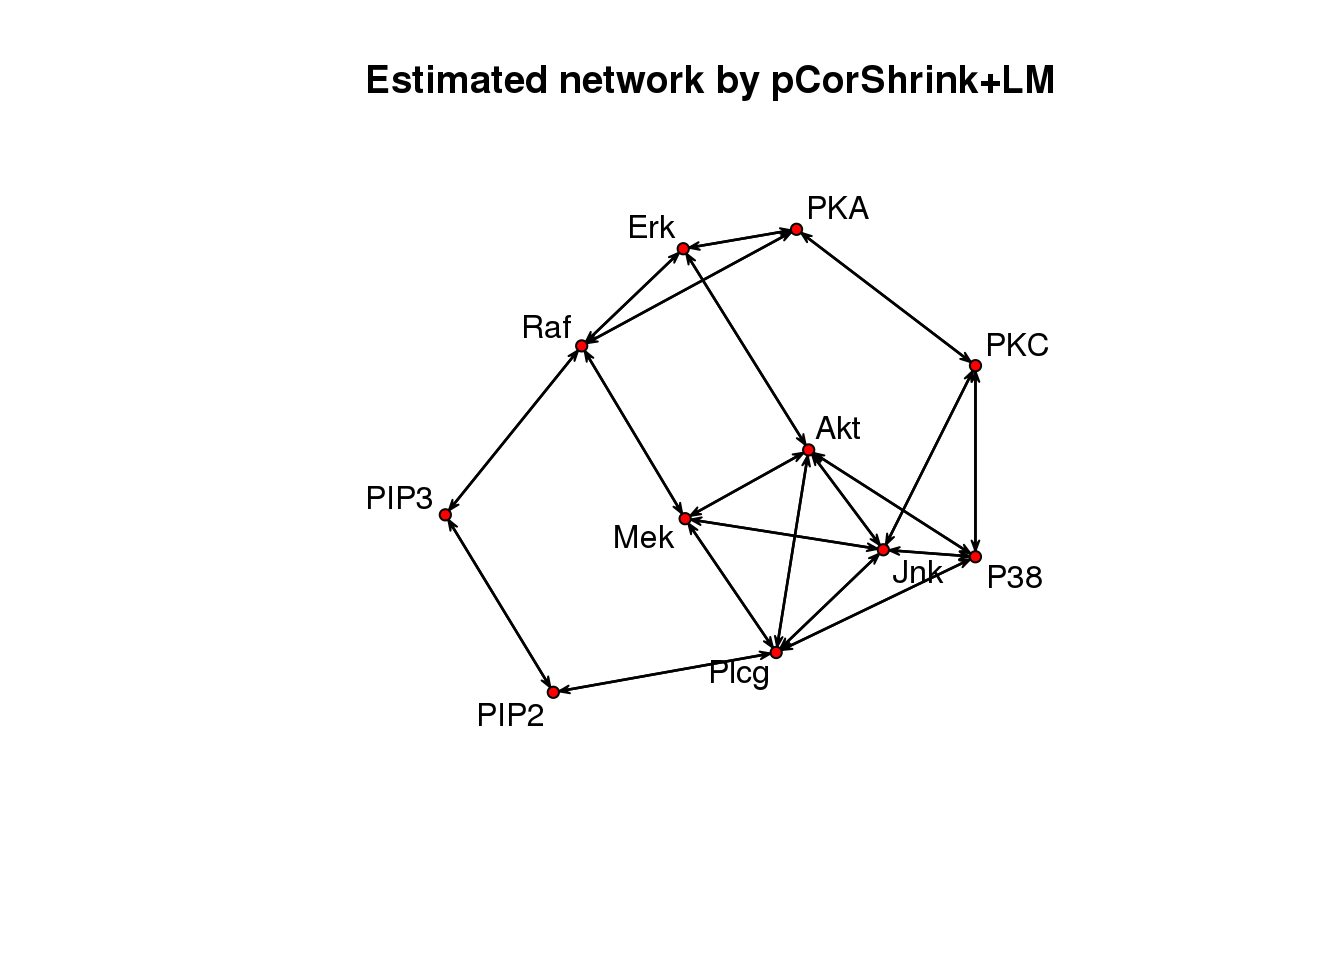 Estimated network by pCorShrink+LM
PKA
Erk
Raf
PKC
Akt
PIP3
Mek
Jnk
P38
Plcg
PIP2